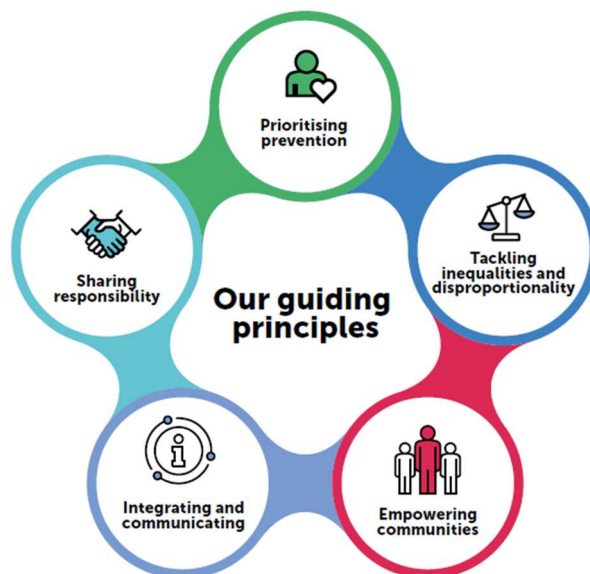 Prioritising
prevention
Tackling
inequalities and
disproportionality
Sharing
responsibility
Our guiding
principles
Integrating and
communicating
Empowering
communities